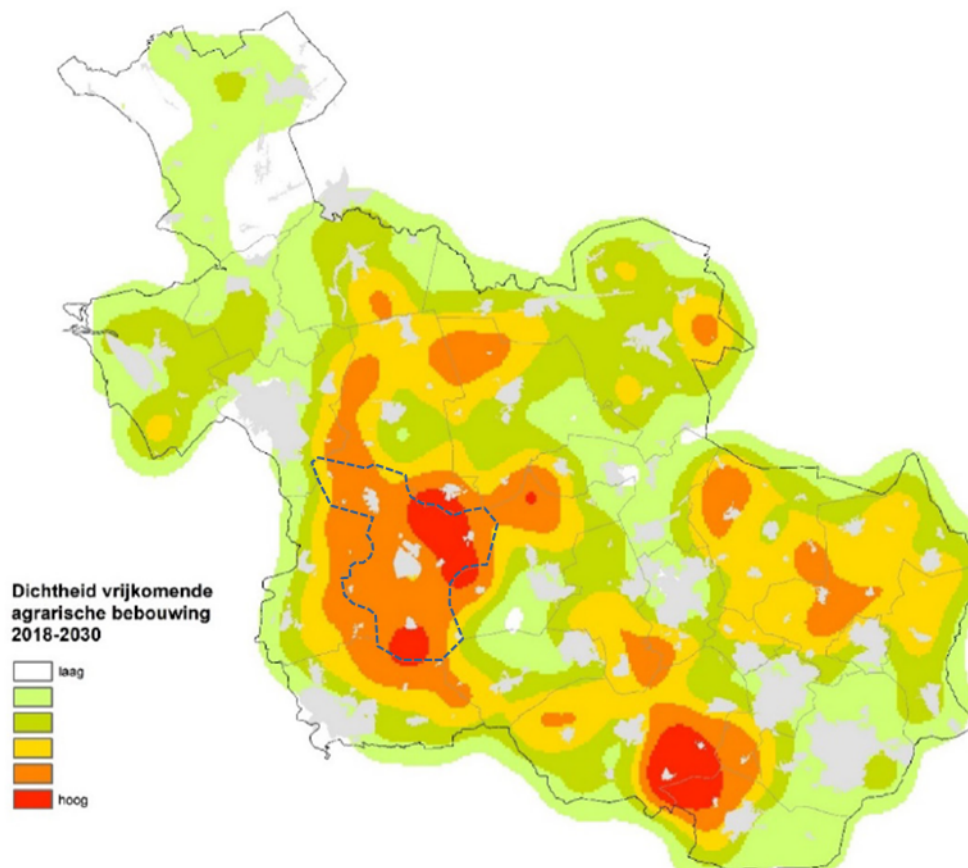 Dichtheid vrijkomende
agrarische bebouwing
2018-2030
laag
hoog